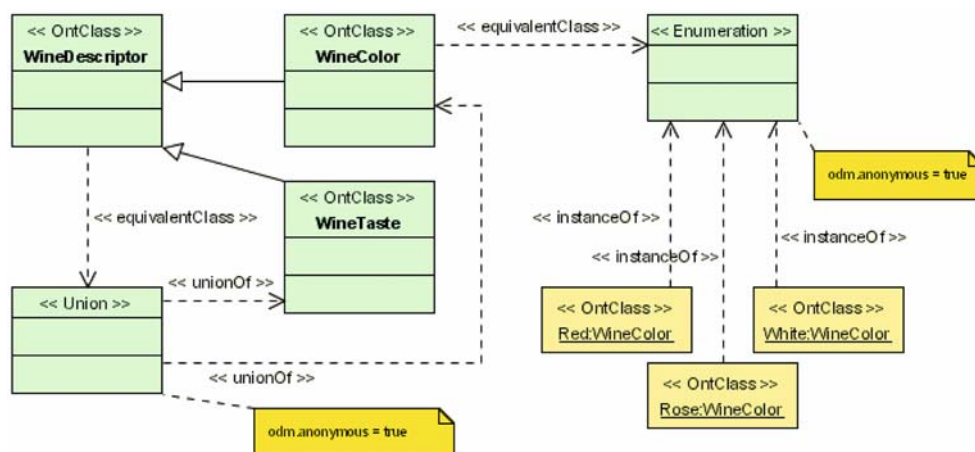 << OntClass >>
WineDescriptor
<< OntClass >>
WineColor
<< equivalentClass >>
<< Enumeration >>
odm.anonymous = true
<< equivalentClass >>
<< OntClass >>
WineTaste
<< instanceOf >>
<< instanceOf >>
<< instanceOf >>
<< unionOf >>
<< Union >>
<< OntClass >>
Red:WineColor
<< OntClass >>
White:WineColor
<< unionOf >>
<< OntClass >>
Rose:WineColor
odm.anonymous = true